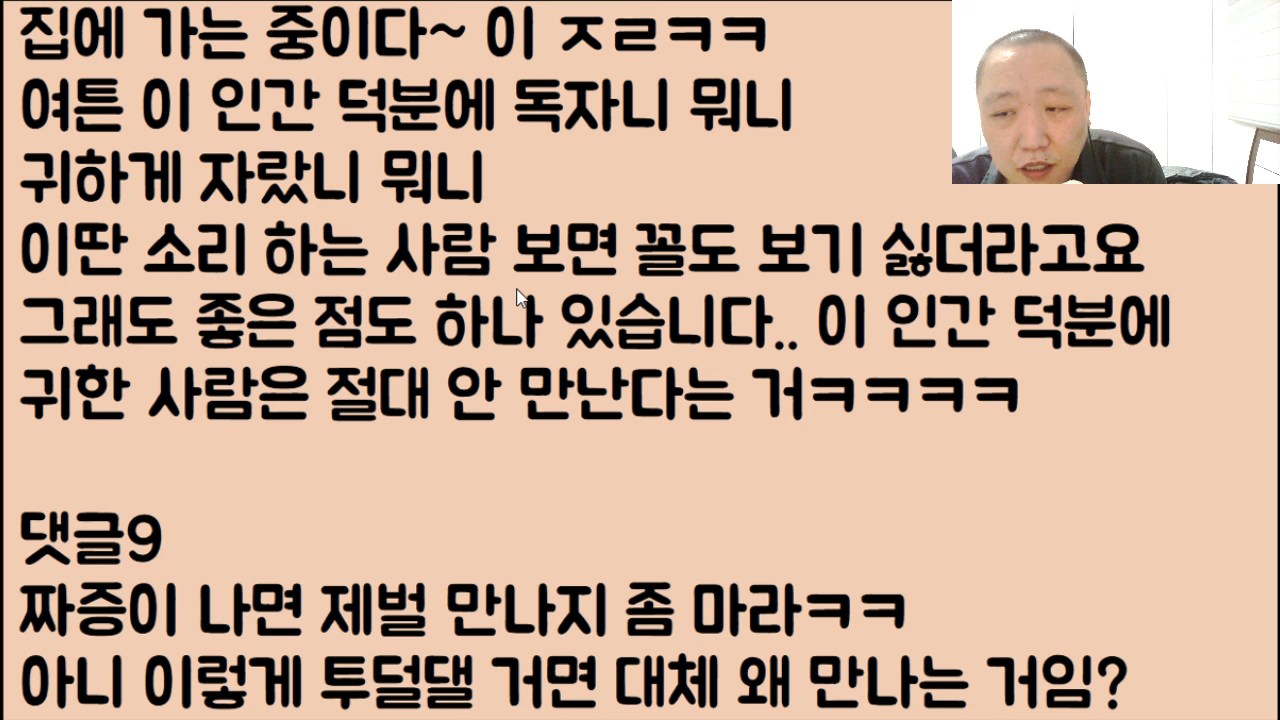 집에 가는 중이다~ 이 ㅈㄹㅋㅋ
여튼 이 인간 덕분에 독자니 뭐니
귀하게 자랐니 뭐니
이딴 소리 하는 사람 보면 꼴도 보기 싫더라고요
그래도 좋은 점도 하나 있습니다.. 이 인간 덕분에
귀한 사람은 절대 안 만난다는 거ㅋㅋㅋㅋ
댓글9
짜증이 나면 제벌 만나지 좀 마라ㅋㅋ
아니 이렇게 투덜댈 거면 대체 왜 만나는 거임?